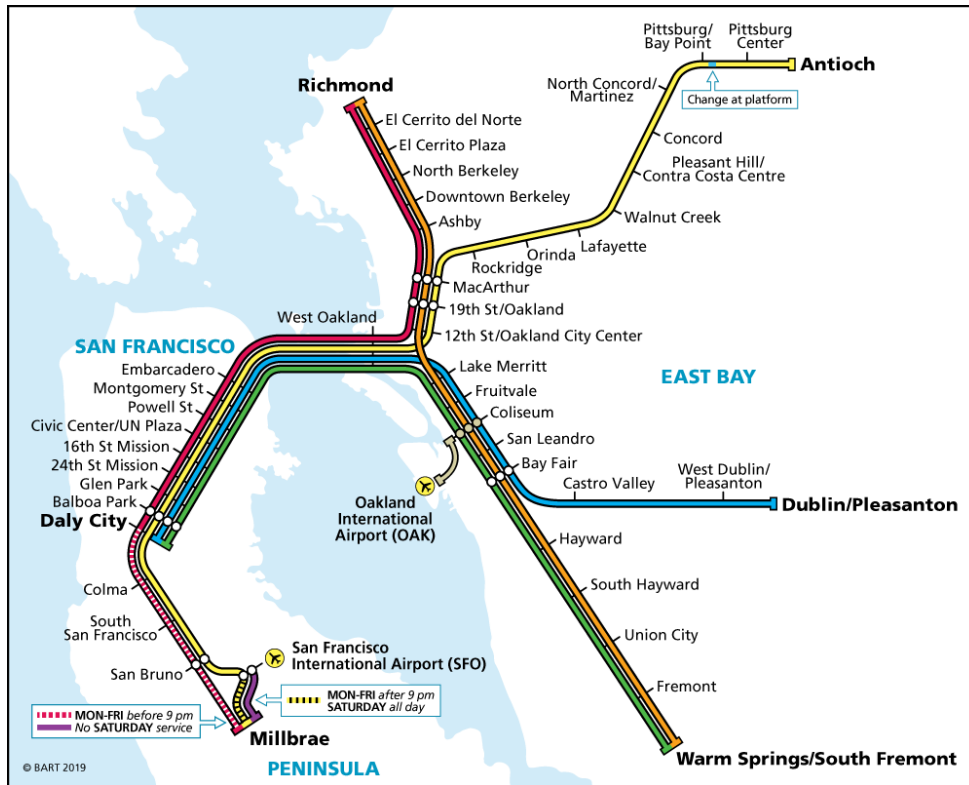 Pittsburg/
Bay Point
Pittsburg
Center
Antioch
North Concord/
Martinez
Change at platform
Richmond
El Cerrito del Norte
El Cerrito Plaza
North Berkeley
Downtown Berkeley
Ashby
Concord
Pleasant Hill/
Contra Costa Centre
Walnut Creek
Lafayette
Orinda
Rockridge
MacArthur
19th St/Oakland
12th St/Oakland City Center
West Oakland
SAN FRANCISCO
Embarcadero
Montgomery St
Powell St
Civic Center/UN Plaza
16th St Mission
24th St Mission
Glen Park
Balboa Park
Daly City
Lake Merritt
Fruitvale
Coliseum
San Leandro
Bay Fair
EAST BAY
Castro Valley
West Dublin/
Pleasanton
Dublin/Pleasanton
Oakland
International
Airport (OAK)
Hayward
South Hayward
Union City
Fremont
Warm Springs/South Fremont
Colma
South
San Francisco
San Bruno
San Francisco
International Airport (SFO)
MON-FRI after 9 pm
SATURDAY all day
MON-FRI before 9 pm
No SATURDAY service
Millbrae
PENINSULA
© BART 2019